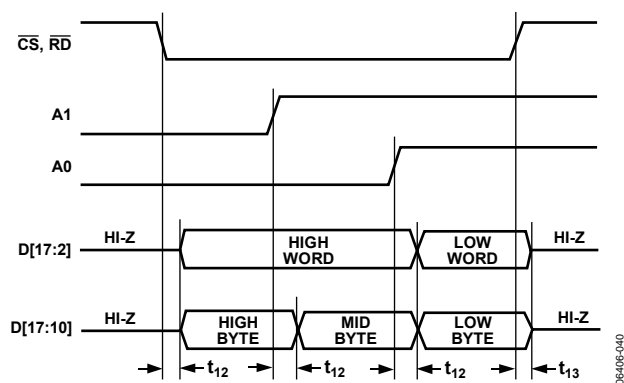 CS, RD
A1
A0
D[17:2] HI-Z HIGH WORD LOW WORD HI-Z
D[17:10] HI-Z HIGH BYTE MID BYTE LOW BYTE HI-Z
t12 t12 t12 t13
06406-040